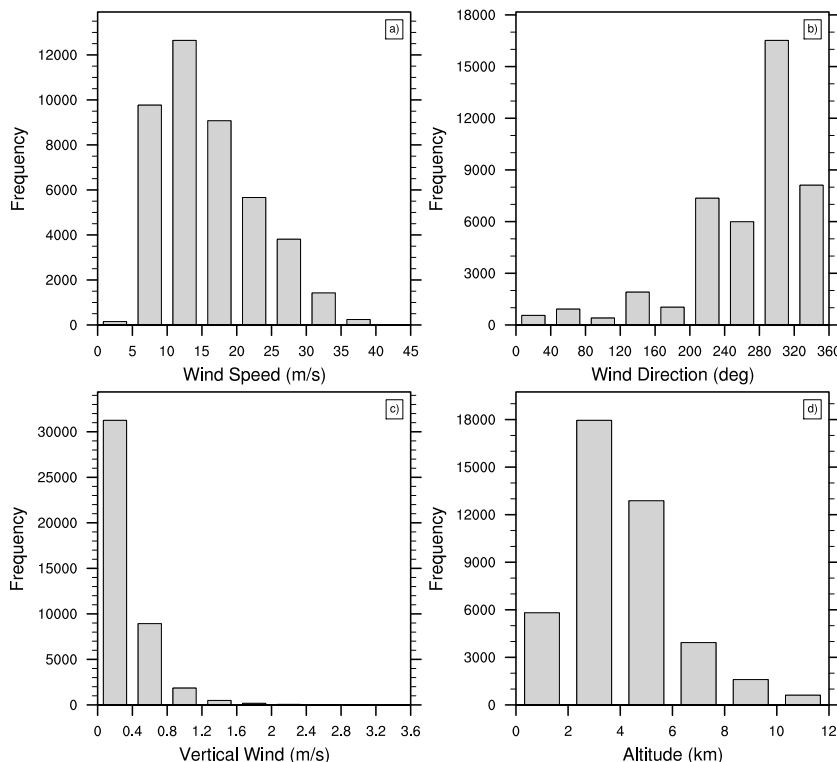 a)
Frequency
12000
10000
8000
6000
4000
2000
0
0 5 10 15 20 25 30 35 40 45
Wind Speed (m/s)
b)
Frequency
18000
15000
12000
9000
6000
3000
0
0 40 80 120 160 200 240 280 320 360
Wind Direction (deg)
c)
Frequency
30000
25000
20000
15000
10000
5000
0
0 0.4 0.8 1.2 1.6 2 2.4 2.8 3.2 3.6
Vertical Wind (m/s)
d)
Frequency
18000
15000
12000
9000
6000
3000
0
0 2 4 6 8 10 12
Altitude (km)